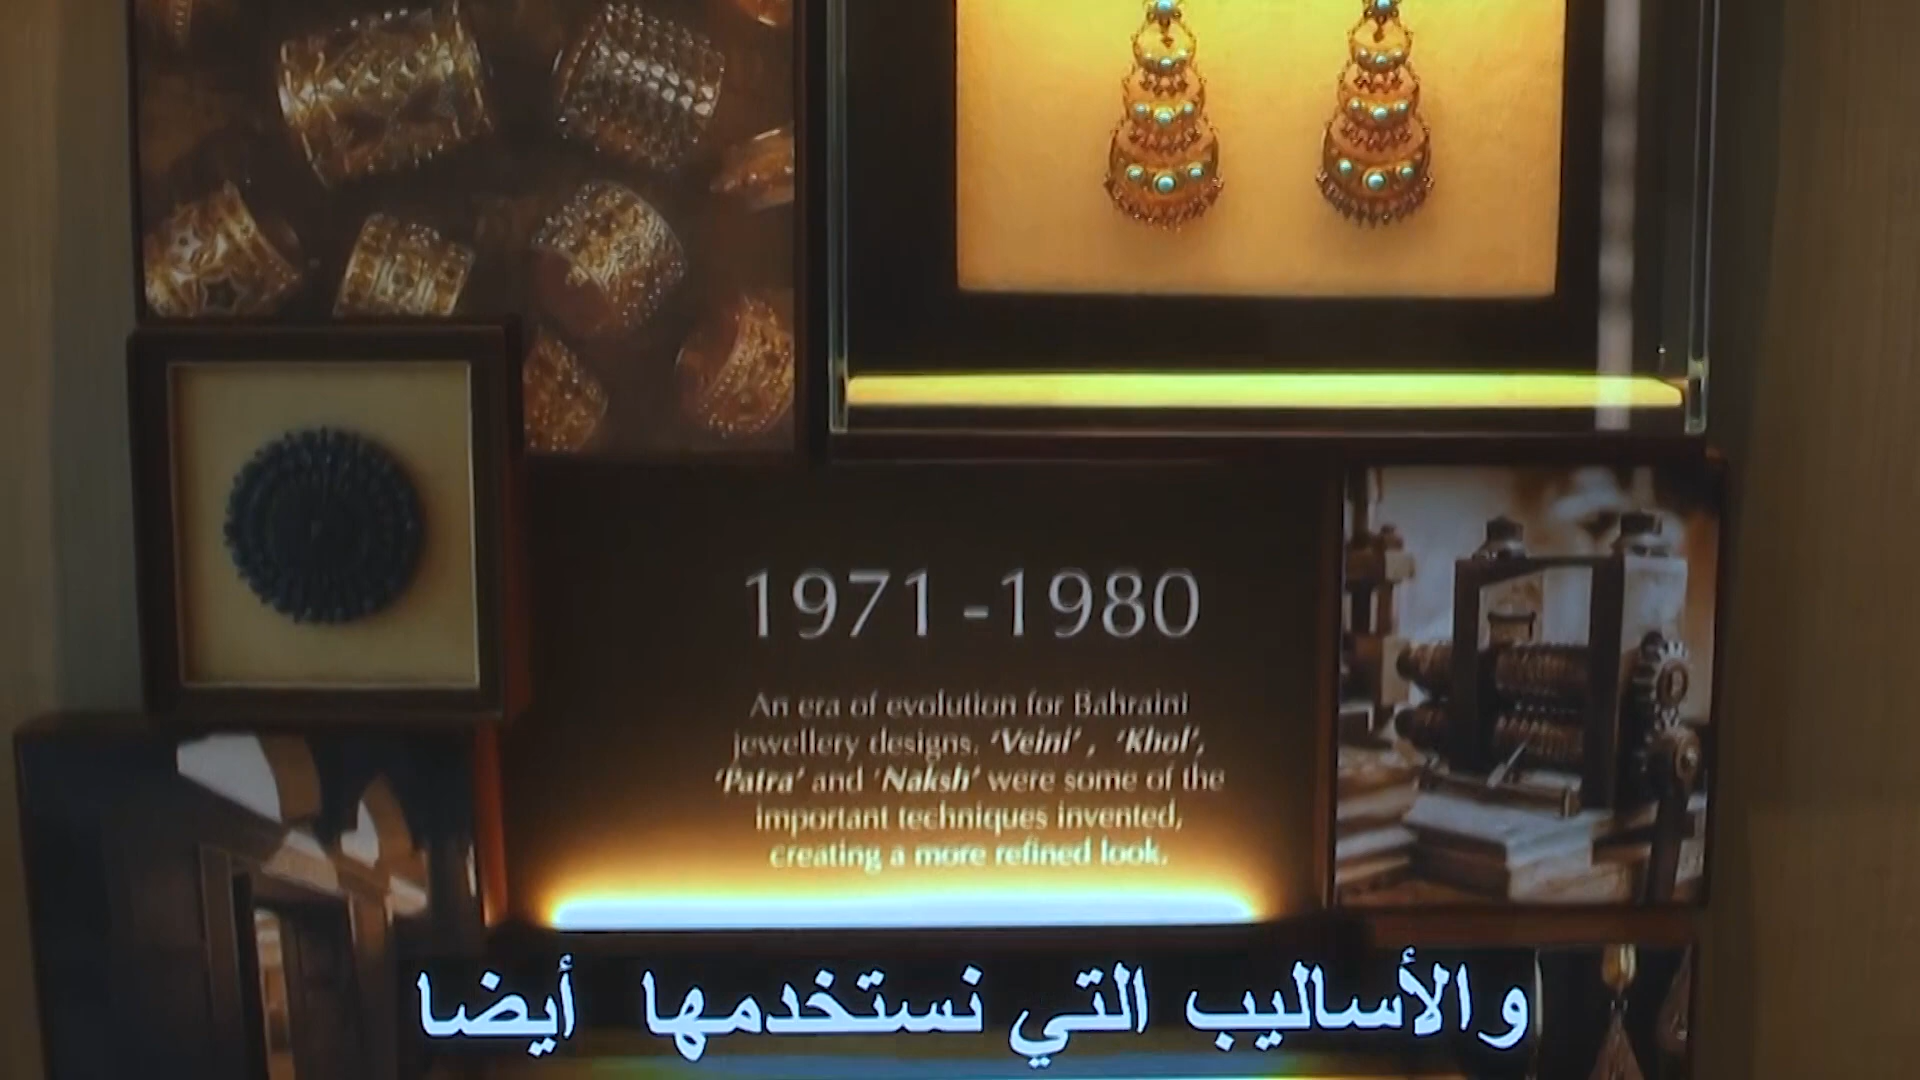 1971 - 1980
An era of evolution for Bahraini
jewellery designs. 'Veini' , 'Khol',
'Patra' and 'Naksh' were some of the
important techniques invented,
creating a more refined look.
والأساليب التي نستخدمها أيضا